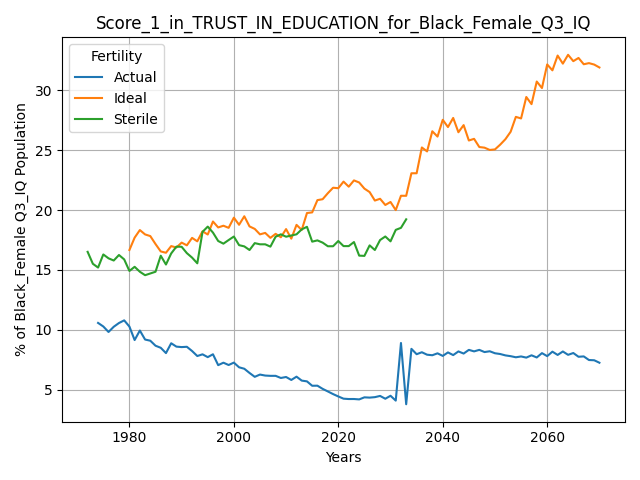 Score_1_in_TRUST_IN_EDUCATION_for_Black_Female_Q3_IQ
% of Black_Female Q3_IQ Population
Fertility
Actual
Ideal
Sterile
30
25
20
15
10
5
1980
2000
2020
2040
2060
Years